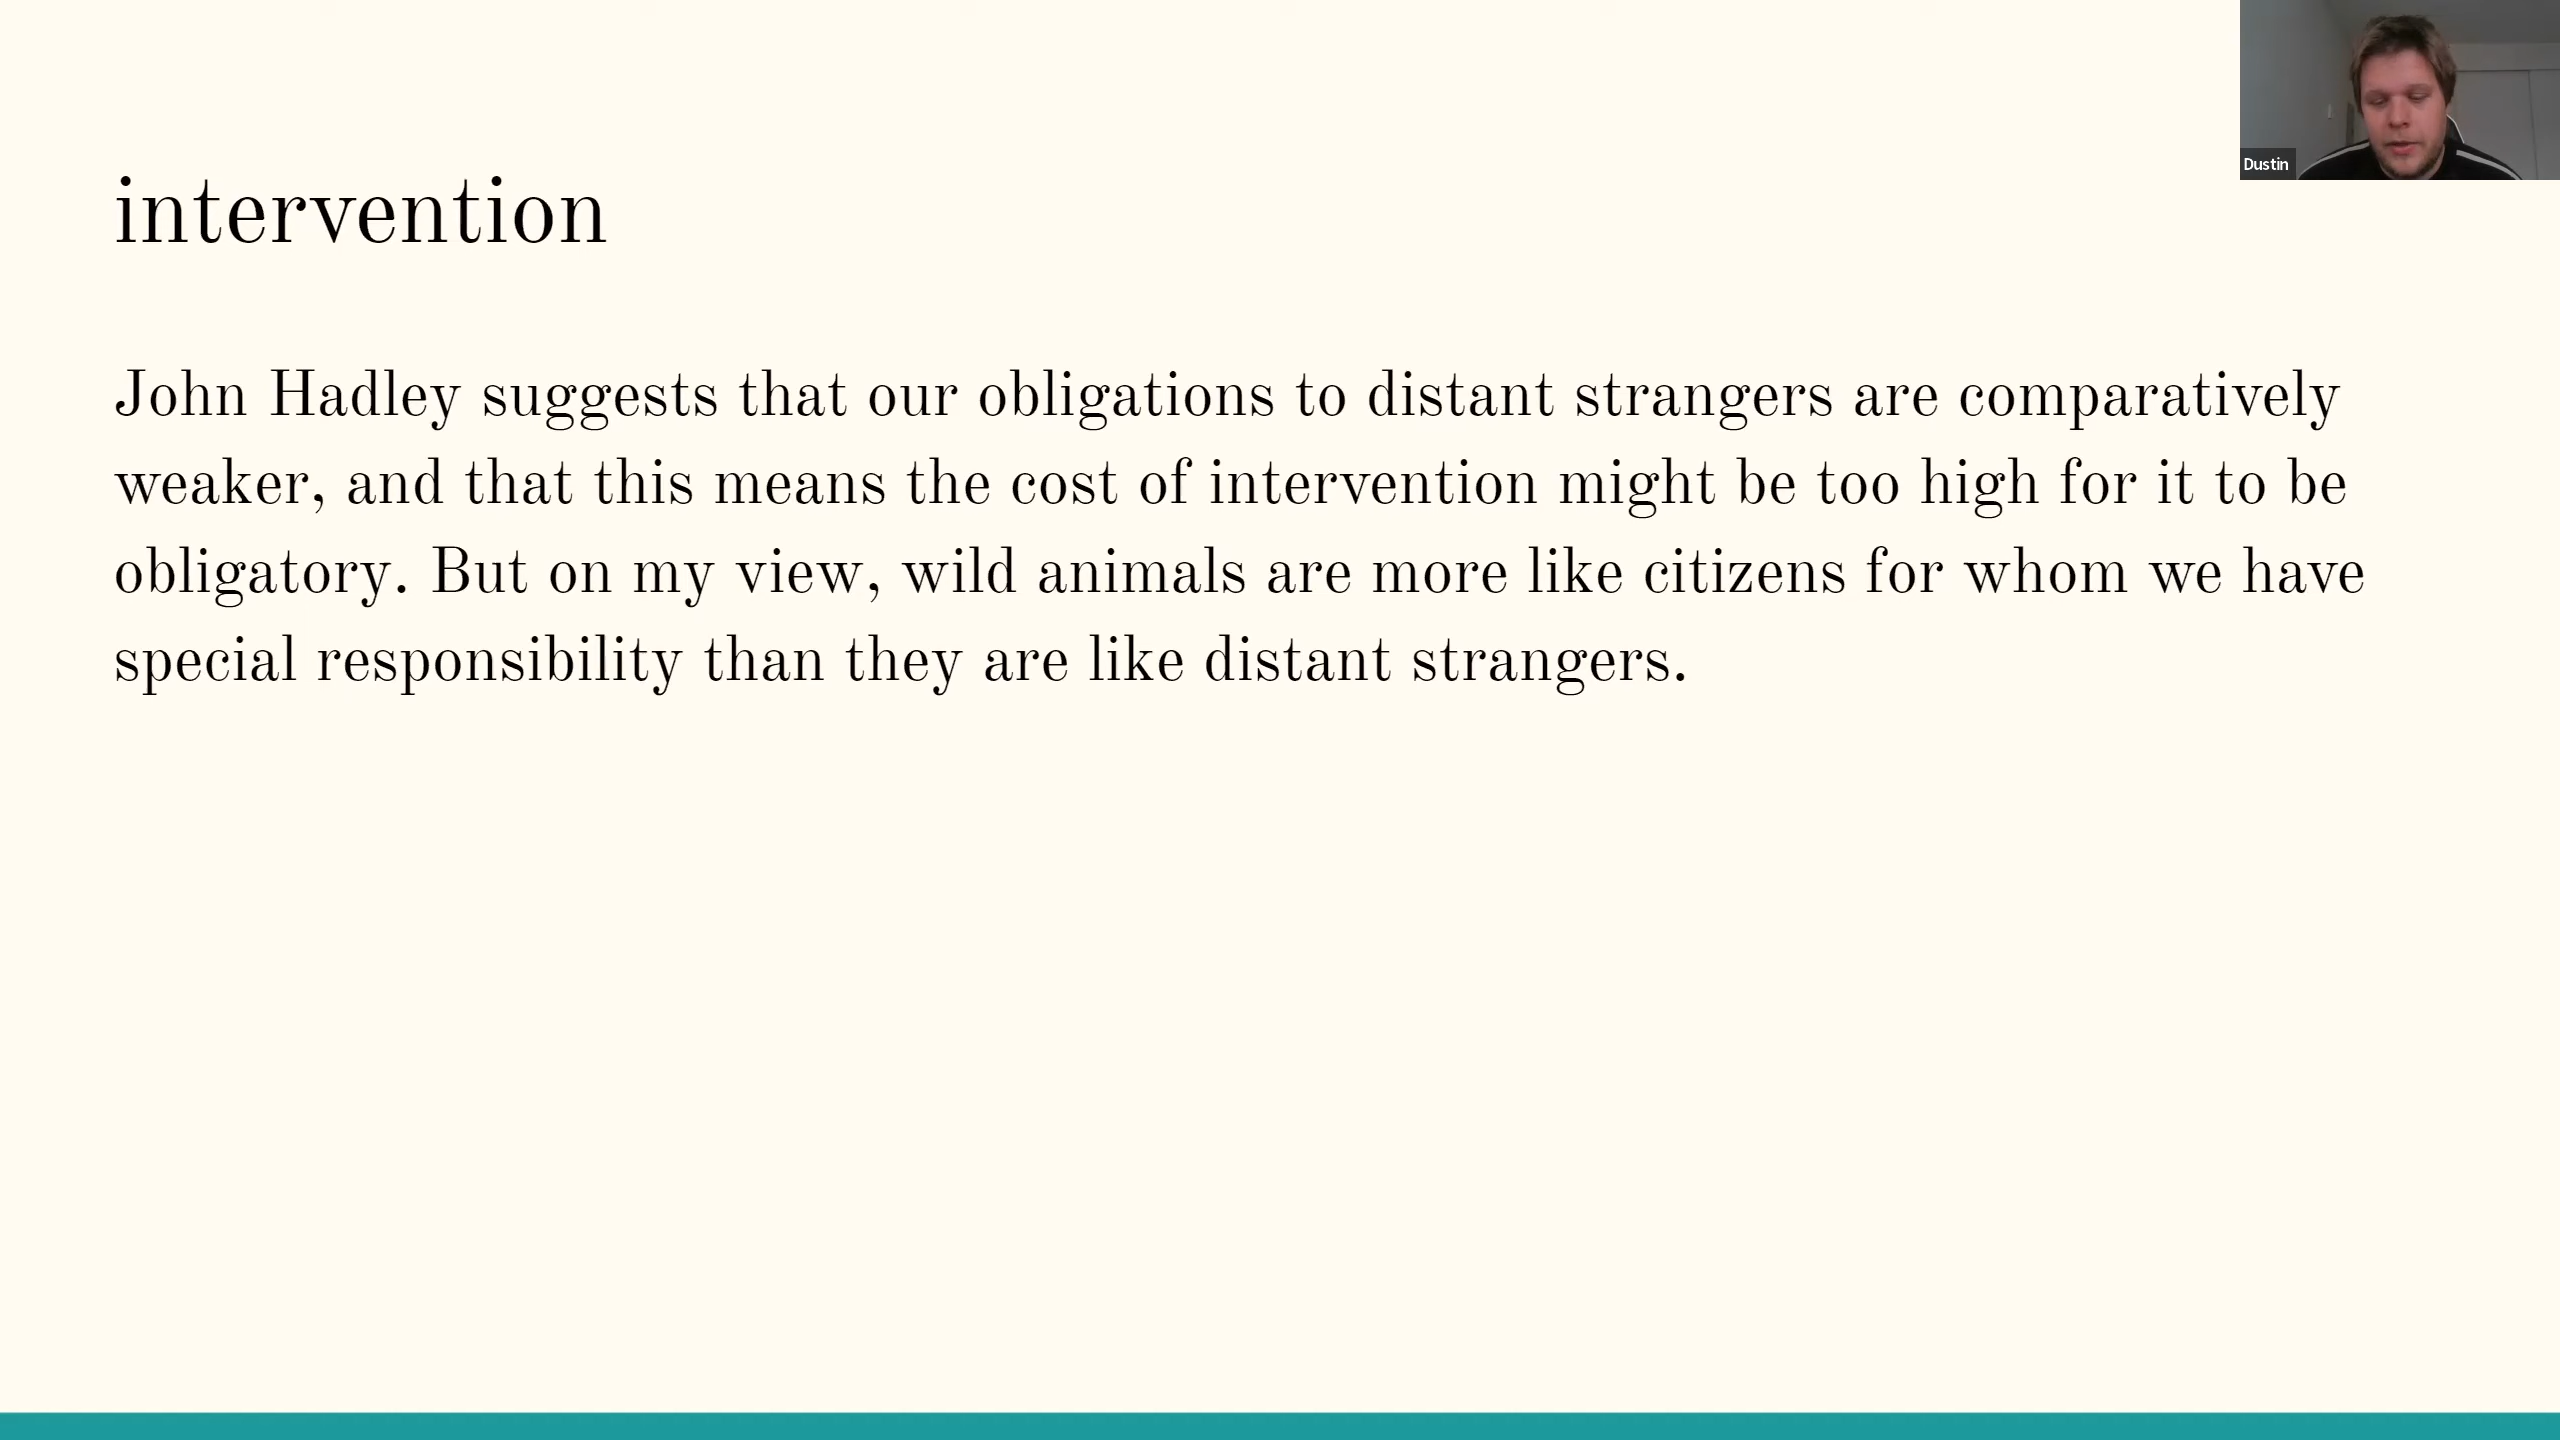 intervention
John Hadley suggests that our obligations to distant strangers are comparatively
weaker, and that this means the cost of intervention might be too high for it to be
obligatory. But on my view, wild animals are more like citizens for whom we have
special responsibility than they are like distant strangers.
Dustin